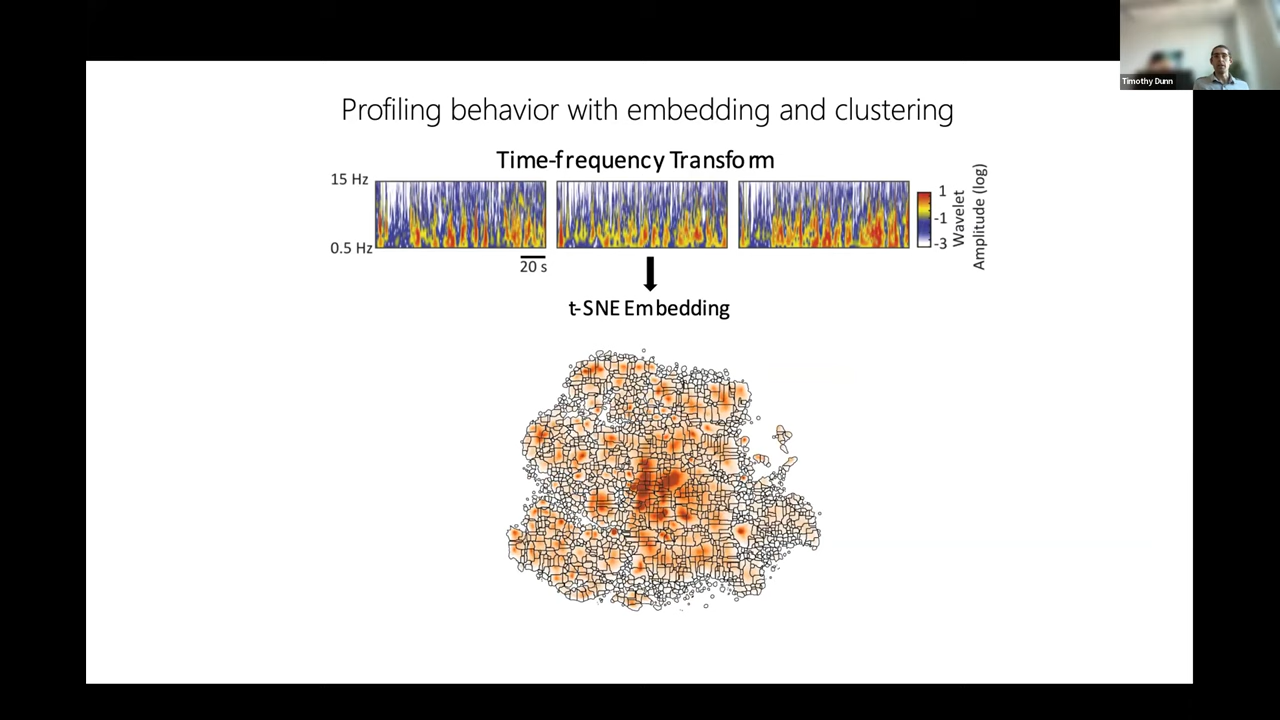 Timothy Dunn
Profiling behavior with embedding and clustering
Time-frequency Transform
15 Hz
0.5 Hz
20 s
1
-1
-3
Wavelet
Amplitude (log)
t-SNE Embedding